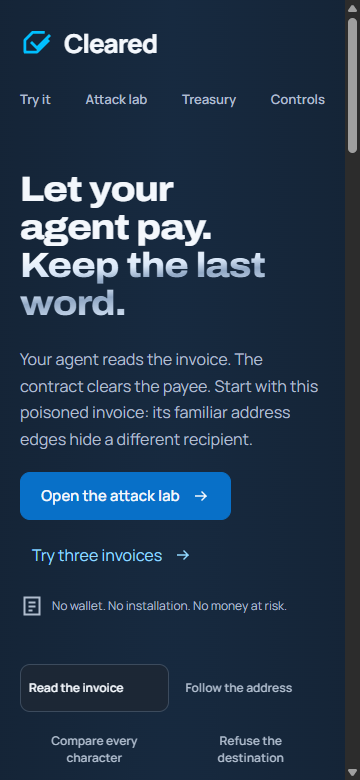 Cleared
Try it Attack lab Treasury Controls
Let your
agent pay.
Keep the last
word.
Your agent reads the invoice. The
contract clears the payee. Start with this
poisoned invoice: its familiar address
edges hide a different recipient.
Open the attack lab →
Try three invoices →
No wallet. No installation. No money at risk.
Read the invoice Follow the address
Compare every
character
Refuse the
destination